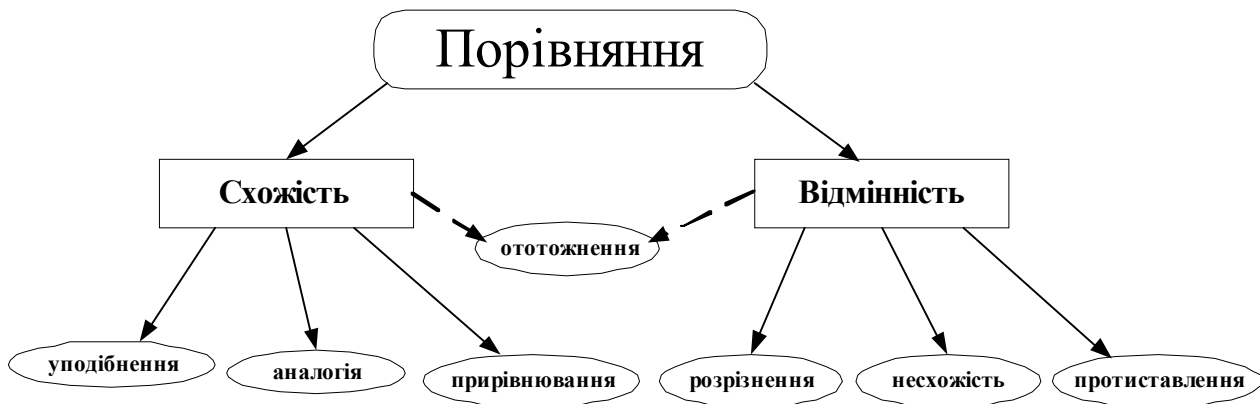 Порівняння
Схожість
Відмінність
ототожнення
уподібнення
аналогія
прирівнювання
розрізнення
несхожість
протиставлення